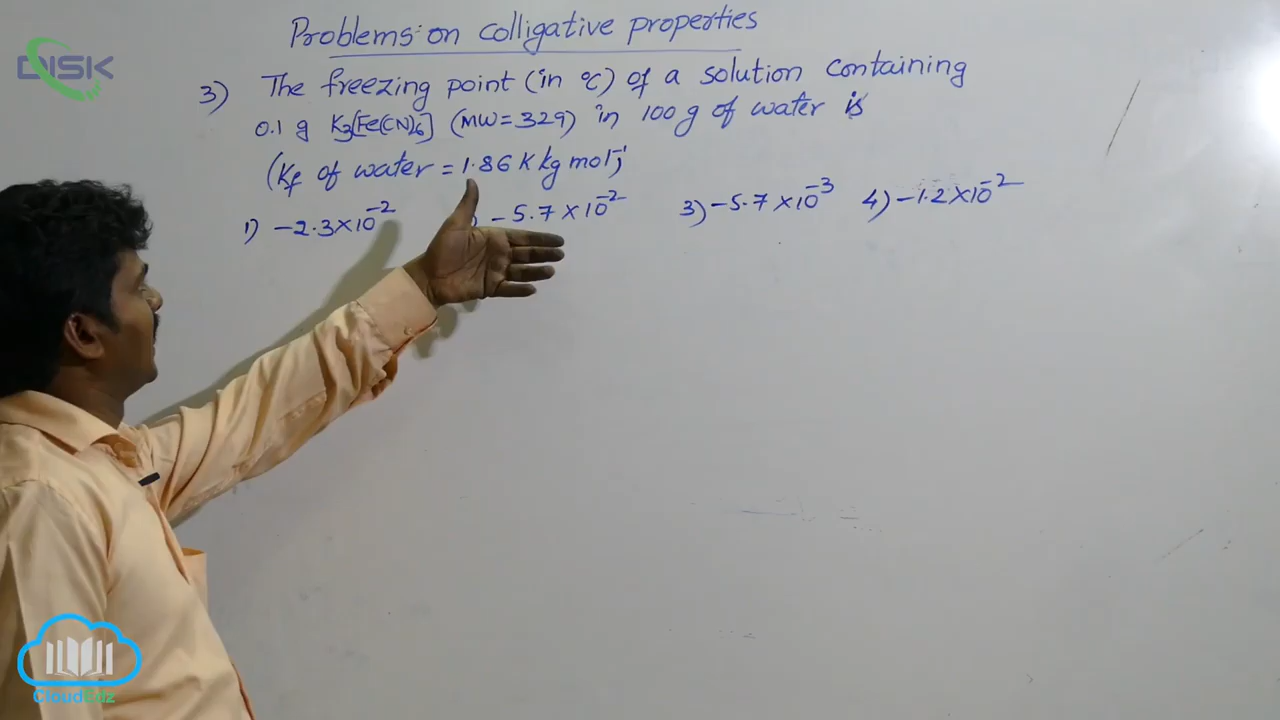 Problems on colligative properties
DISK
3) The freezing point (in °C) of a solution containing
0.1 g K₃[Fe(CN)₆] (MW = 329) in 100 g of water is
(Kf of water = 1.86 K kg mol⁻¹)
1) -2.3×10⁻² ) -5.7×10⁻² 3) -5.7×10⁻³ 4) -1.2×10⁻²
CloudEdz